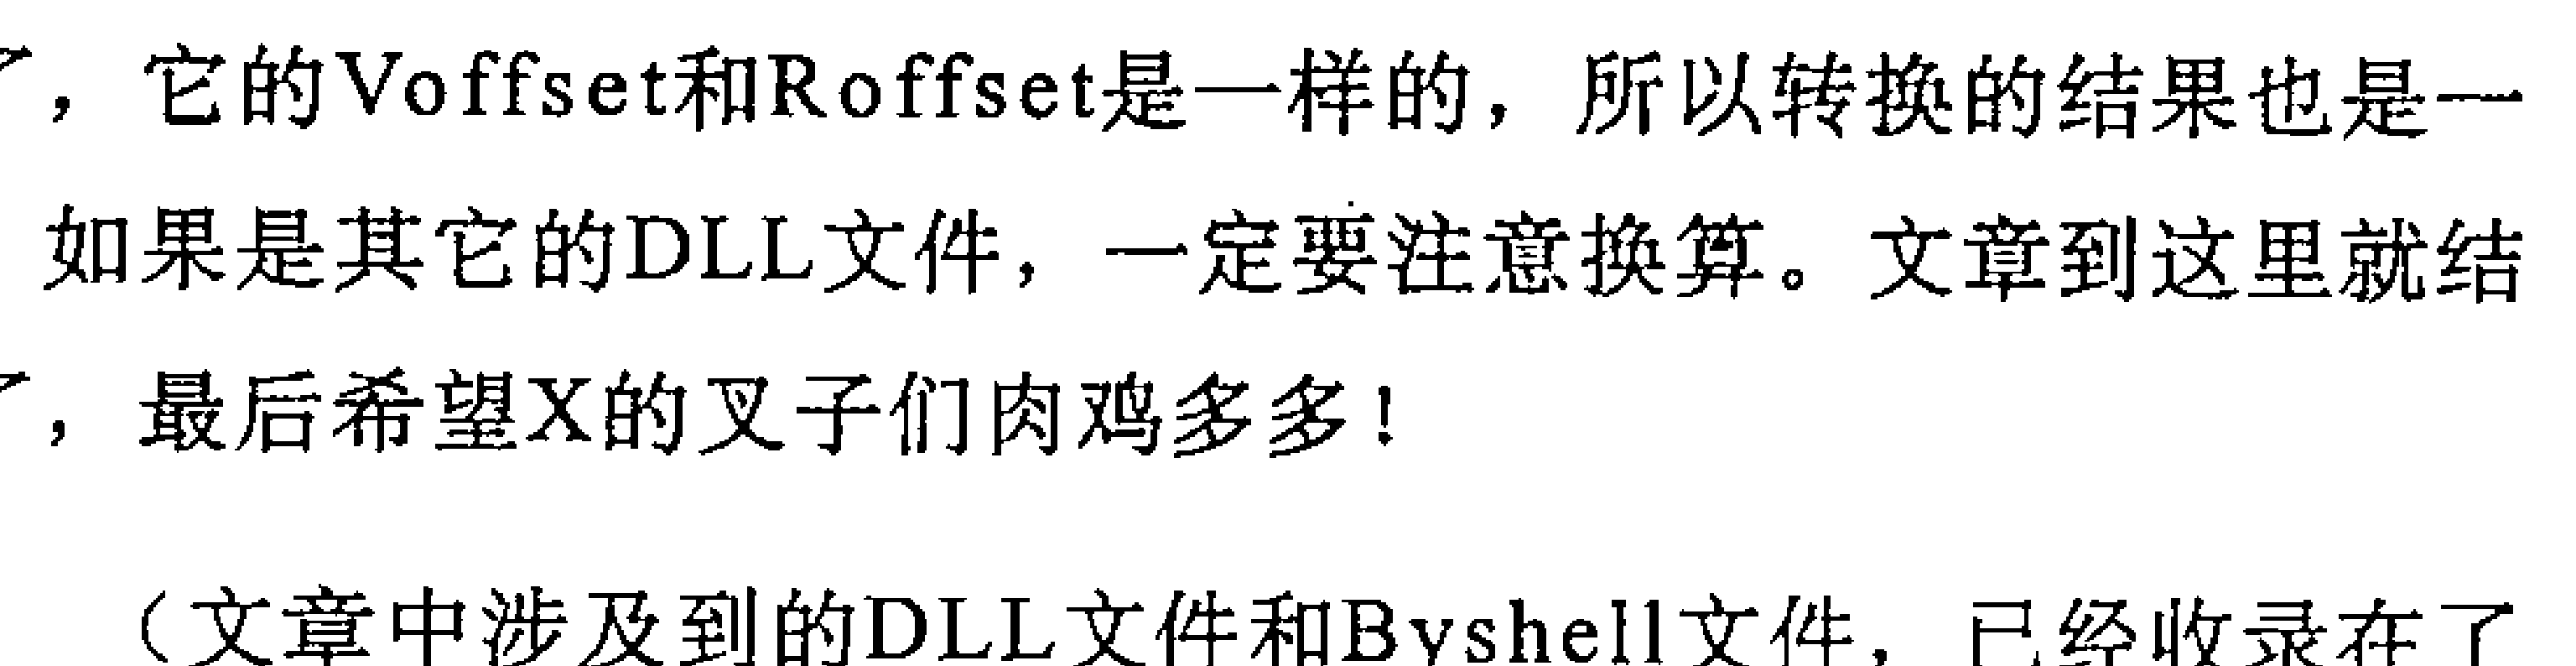 ，它的Voffset和Roffset是一样的，所以转换的结果也是一
如果是其它的DLL文件，一定要注意换算。文章到这里就结
，最后希望X的叉子们肉鸡多多！
（文章中涉及到的DLL文件和Byshell文件，已经收录在了